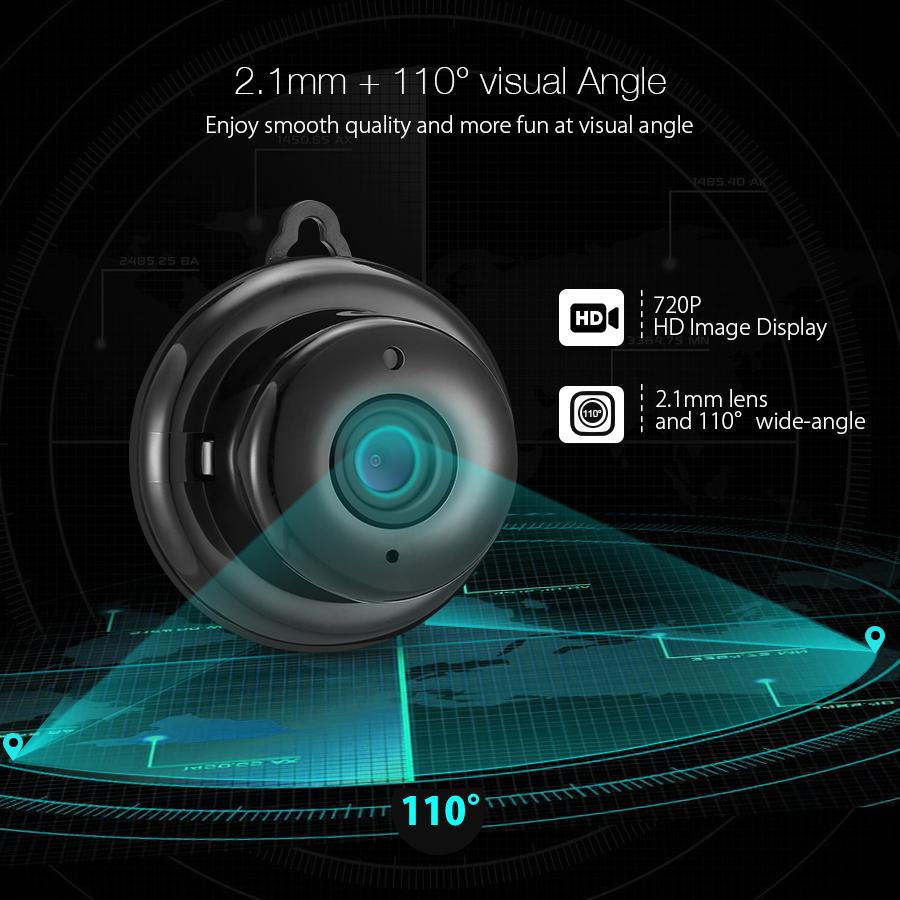 2.1mm + 110° visual Angle
Enjoy smooth quality and more fun at visual angle
1450.65 AX
1485.40 AK
2485.25 BA
HD
720P
HD Image Display
3364.75 MN
110°
2.1mm lens
and 110° wide-angle
110°